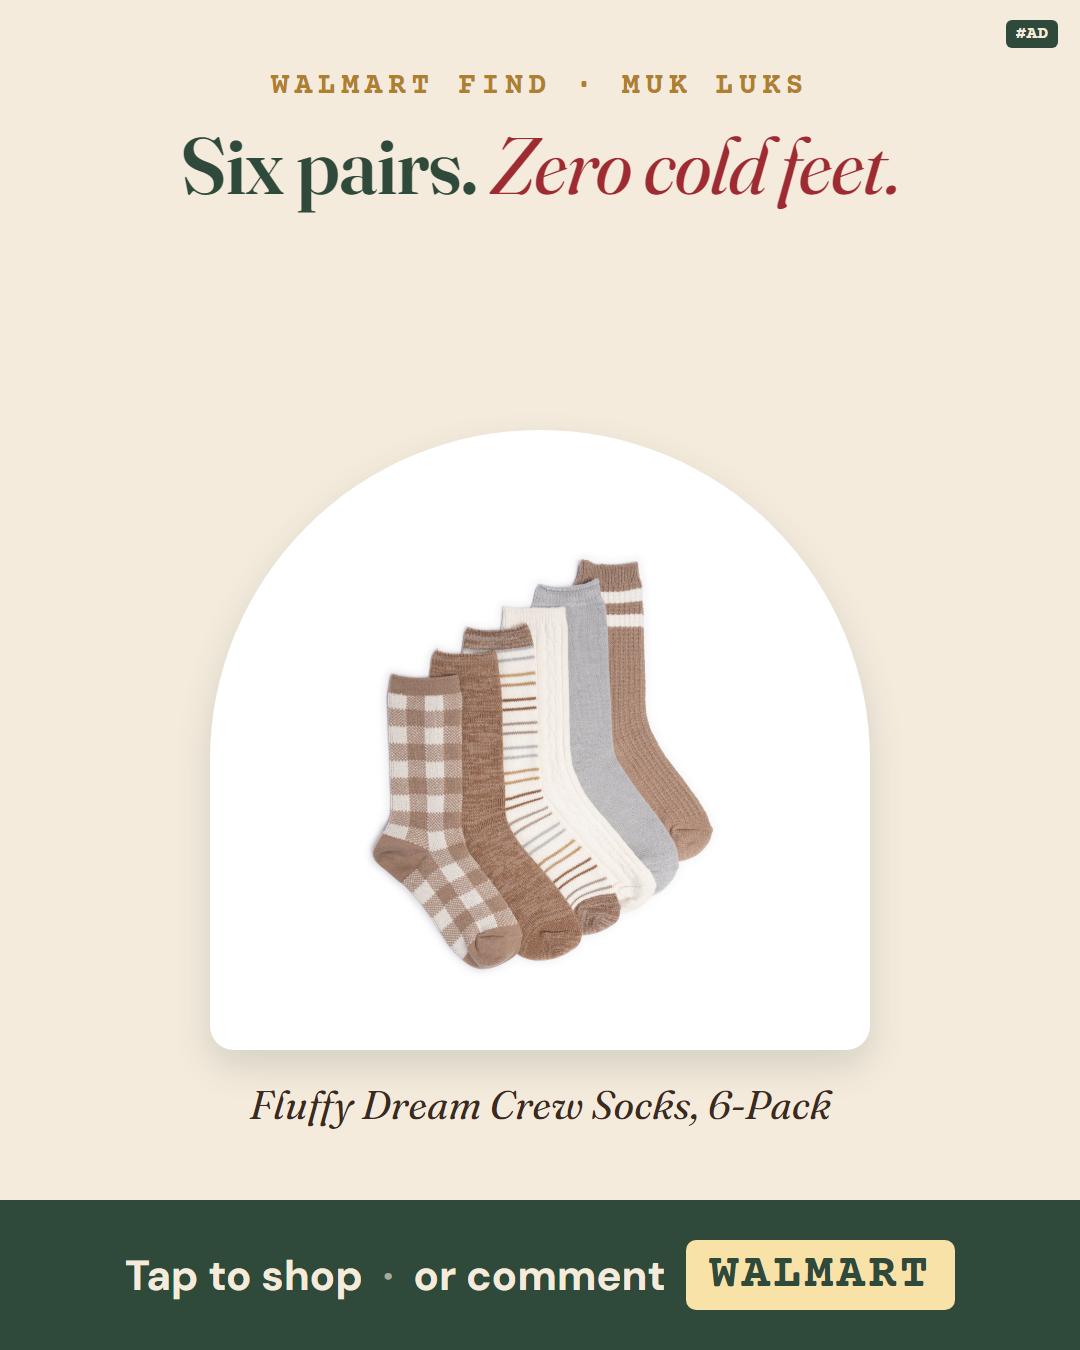 #AD
WALMART FIND · MUK LUKS
Six pairs. Zero cold feet.
Fluffy Dream Crew Socks, 6-Pack
Tap to shop · or comment WALMART